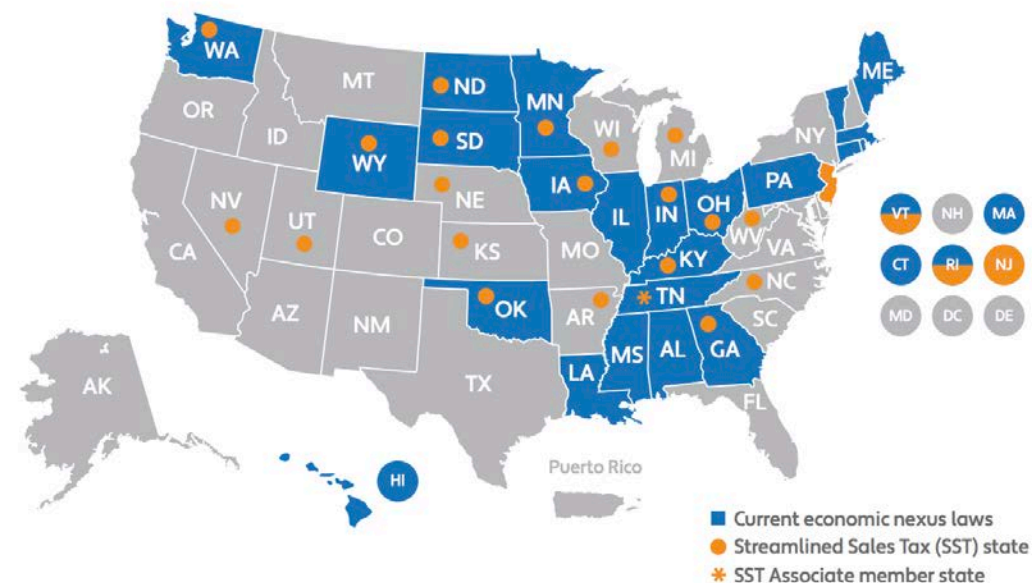 WA
MT
ND
MN
ME
OR
ID
WY
SD
WI
MI
NY
NV
UT
NE
IA
IL
IN
OH
PA
CA
CO
KS
MO
KY
WV
VA
VT
NH
MA
CT
RI
NJ
MD
DC
DE
AZ
NM
OK
AR
TN
NC
SC
TX
LA
MS
AL
GA
FL
AK
HI
Puerto Rico
Current economic nexus laws
Streamlined Sales Tax (SST) state
SST Associate member state